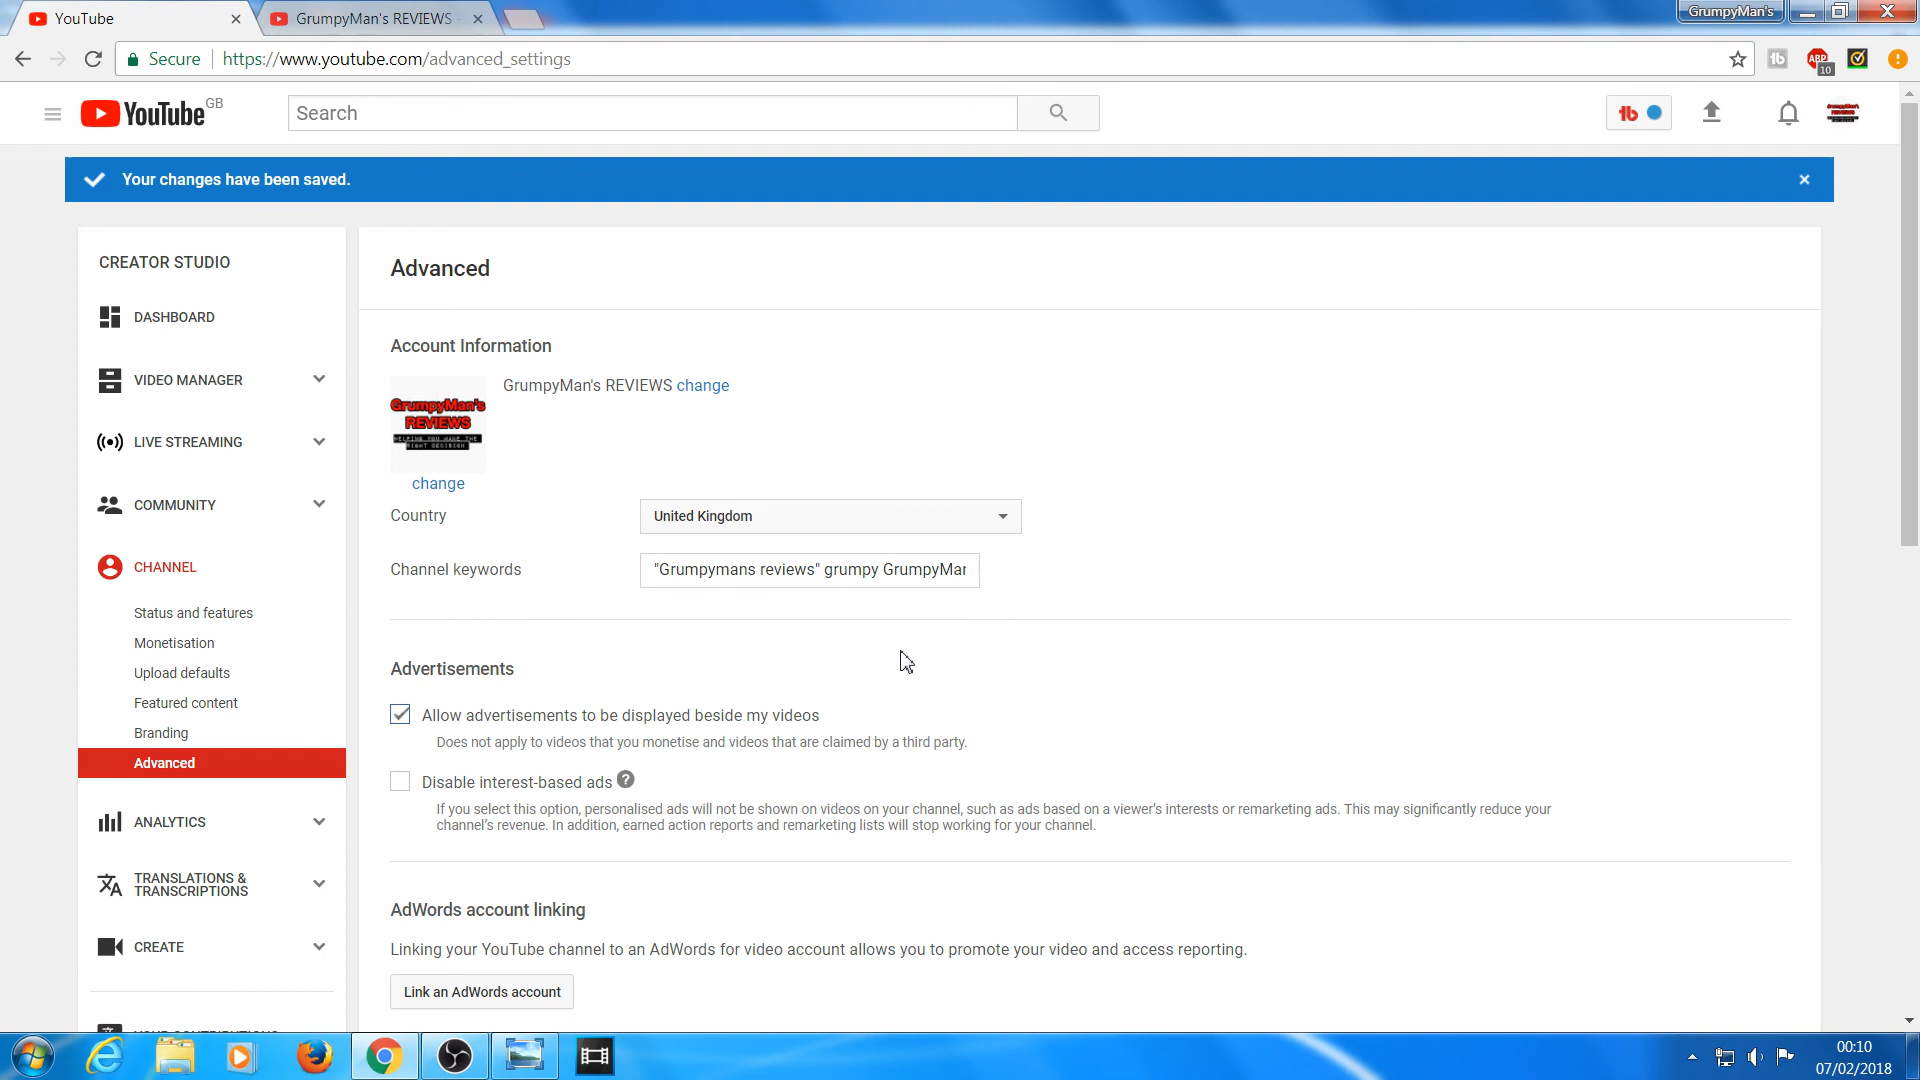 YouTube
GrumpyMan's REVIEWS
GrumpyMan's
Secure
https://www.youtube.com/advanced_settings
ABP
10
YouTube GB
Search
Your changes have been saved.
CREATOR STUDIO
DASHBOARD
VIDEO MANAGER
LIVE STREAMING
COMMUNITY
CHANNEL
Status and features
Monetisation
Upload defaults
Featured content
Branding
Advanced
ANALYTICS
TRANSLATIONS &
TRANSCRIPTIONS
CREATE
Advanced
Account Information
GrumpyMan's
REVIEWS
HELPING YOU MAKE THE
RIGHT DECISION
GrumpyMan's REVIEWS change
change
Country
United Kingdom
Channel keywords
"Grumpymans reviews" grumpy GrumpyMar
Advertisements
Allow advertisements to be displayed beside my videos
Does not apply to videos that you monetise and videos that are claimed by a third party.
Disable interest-based ads
If you select this option, personalised ads will not be shown on videos on your channel, such as ads based on a viewer's interests or remarketing ads. This may significantly reduce your
channel's revenue. In addition, earned action reports and remarketing lists will stop working for your channel.
AdWords account linking
Linking your YouTube channel to an AdWords for video account allows you to promote your video and access reporting.
Link an AdWords account
00:10
07/02/2018